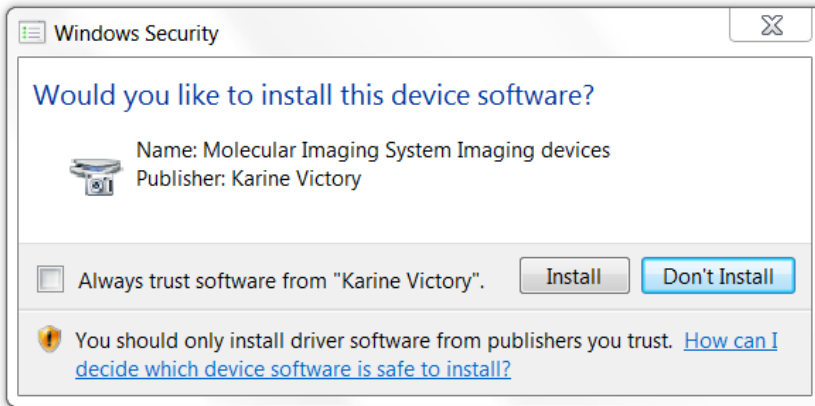 Windows Security
Would you like to install this device software?
Name: Molecular Imaging System Imaging devices
Publisher: Karine Victory
Always trust software from "Karine Victory".
Install
Don't Install
You should only install driver software from publishers you trust. How can I
decide which device software is safe to install?